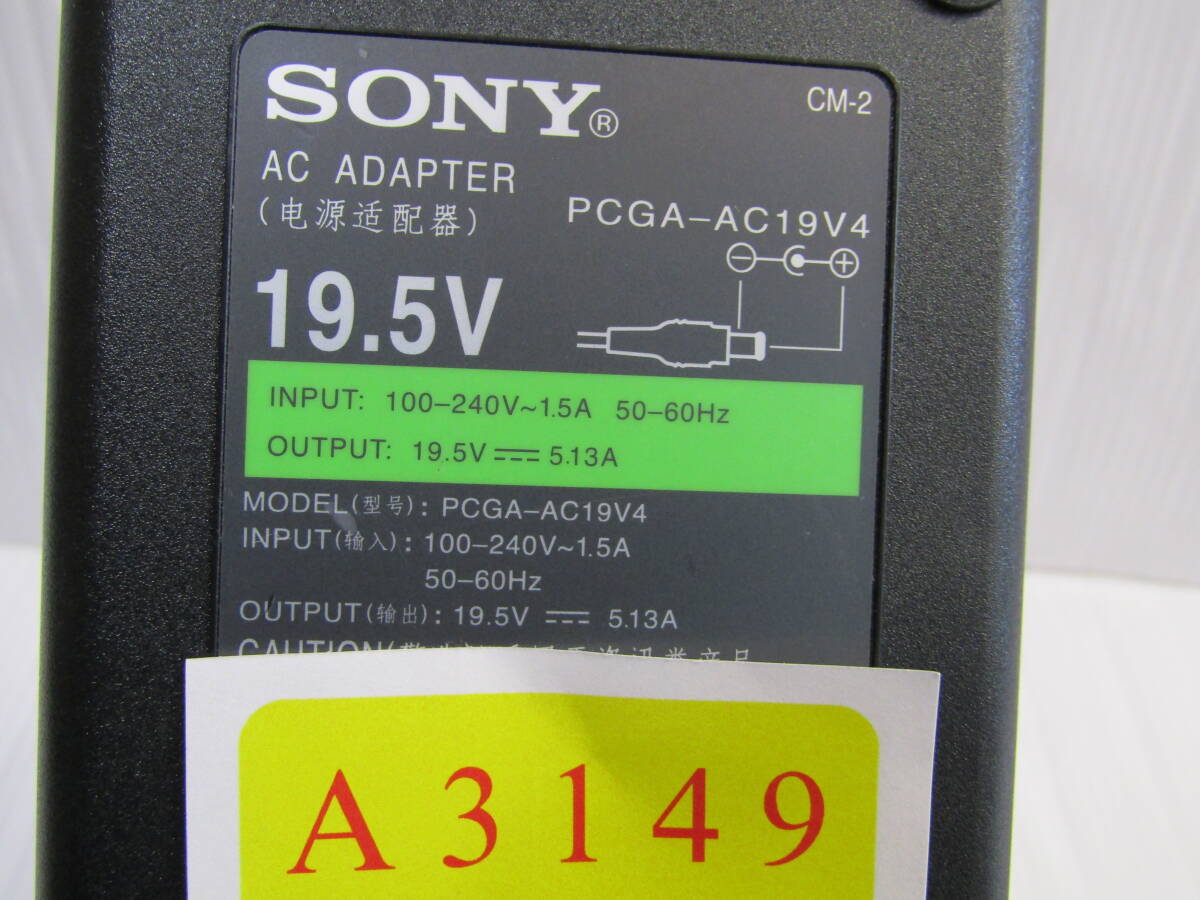 SONY®
CM-2
AC ADAPTER
(电源适配器)
PCGA-AC19V4
19.5V
INPUT: 100-240V~1.5A 50-60Hz
OUTPUT: 19.5V⎓5.13A
MODEL(型号): PCGA-AC19V4
INPUT(输入): 100-240V~1.5A
50-60Hz
OUTPUT(输出): 19.5V ⎓ 5.13A
CAUTION
A3149